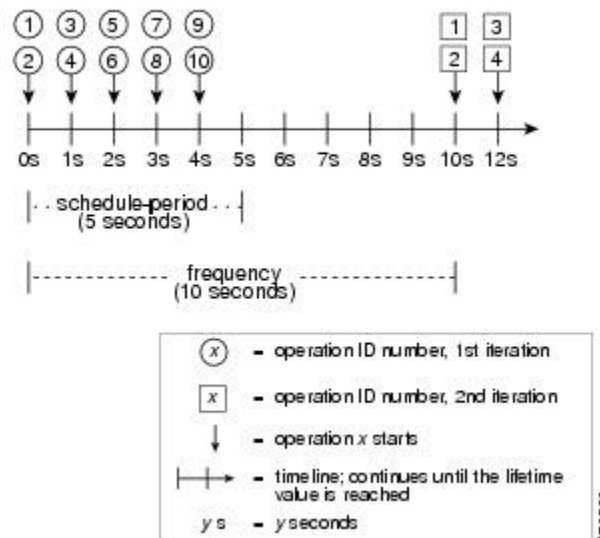 1 3 5 7 9 1 3
2 4 6 8 10 2 4
0s 1s 2s 3s 4s 5s 6s 7s 8s 9s 10s 12s
schedule-period
(5 seconds)
frequency
(10 seconds)
x = operation ID number, 1st iteration
x = operation ID number, 2nd iteration
= operation x starts
= timeline; continues until the lifetime
value is reached
y s = y seconds